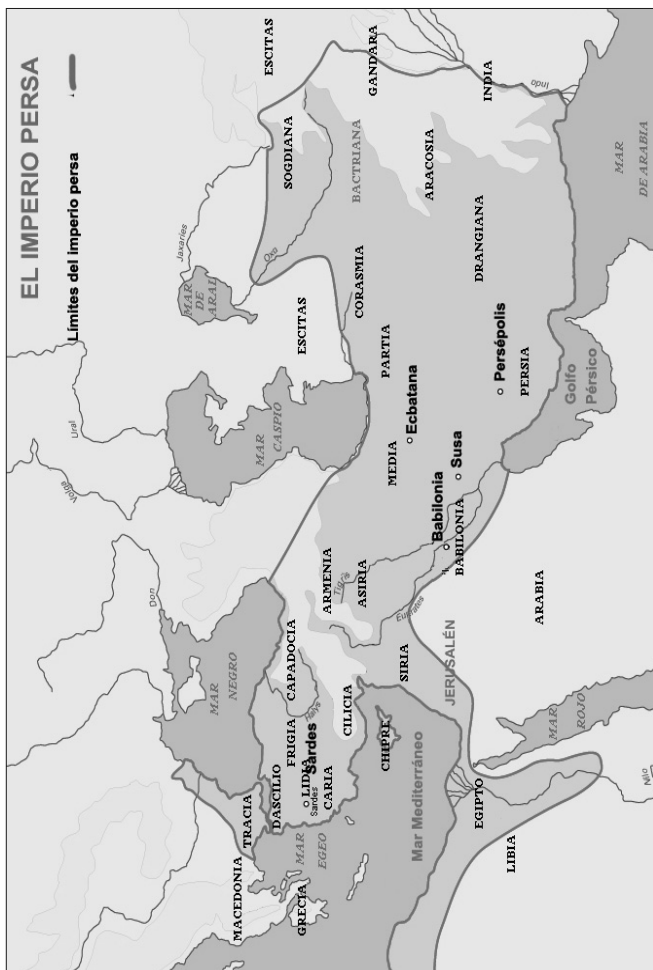 EL IMPERIO PERSA
Límites del imperio persa
Volga
Ural
Don
Jaxaríes
MAR
DE
ARAL
ESCITAS
Oxo
SOGDIANA
ESCITAS
MAR
CASPIO
CORASMIA
BACTRIANA
GANDARA
MAR
NEGRO
MACEDONIA
TRACIA
DASCILIO
FRIGIA
CAPADOCIA
Halys
ARMENIA
PARTIA
ARACOSIA
INDIA
Indo
GRECIA
MAR
EGEO
LIDIA
Sardes
Sardes
CARIA
CILICIA
Tigris
ASIRIA
MEDIA
Ecbatana
DRANGIANA
CHIPRE
SIRIA
Eufrates
Babilonia
BABILONIA
Susa
Persépolis
PERSIA
Mar Mediterráneo
JERUSALÉN
EGIPTO
LIBIA
ARABIA
Golfo
Pérsico
MAR
DE ARABIA
MAR
ROJO
Nilo